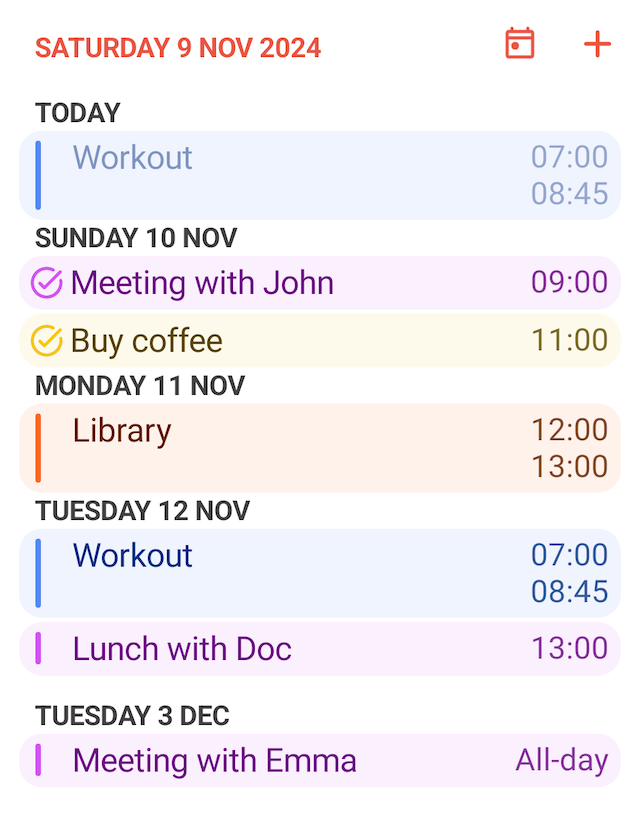 SATURDAY 9 NOV 2024
TODAY
Workout 07:00
08:45
SUNDAY 10 NOV
Meeting with John 09:00
Buy coffee 11:00
MONDAY 11 NOV
Library 12:00
13:00
TUESDAY 12 NOV
Workout 07:00
08:45
Lunch with Doc 13:00
TUESDAY 3 DEC
Meeting with Emma All-day